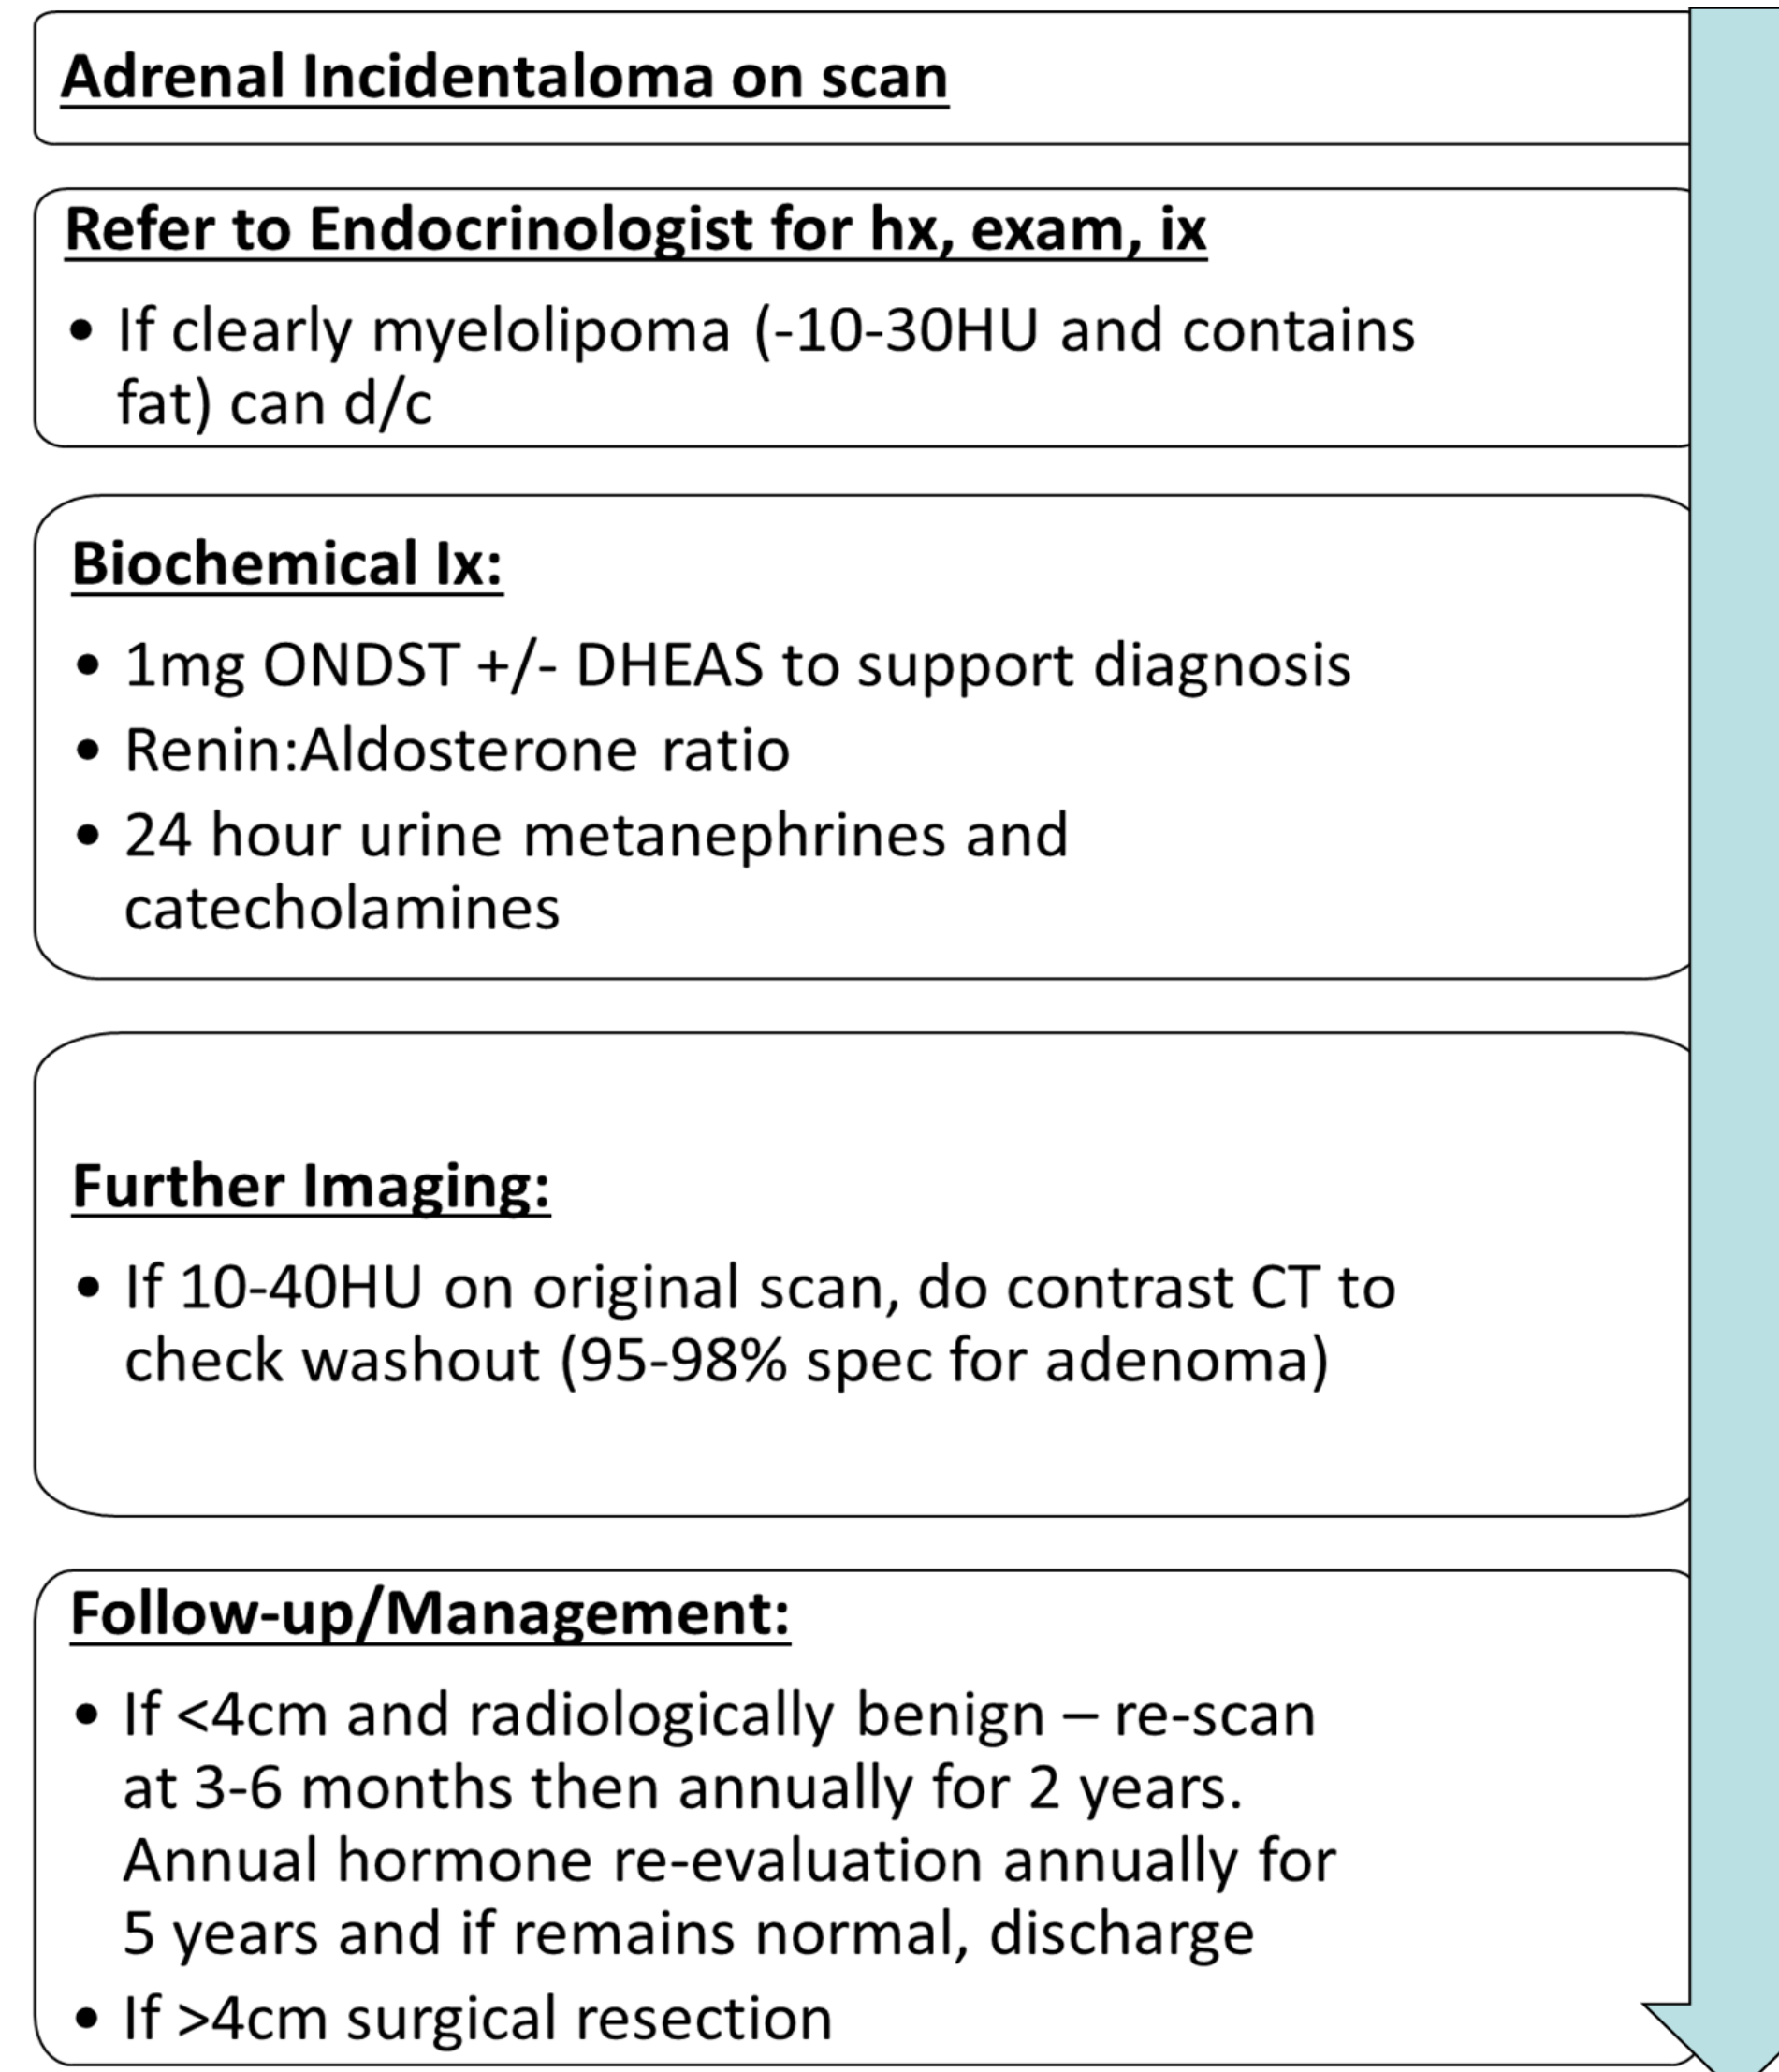 Adrenal Incidentaloma on scan
Refer to Endocrinologist for hx, exam, ix
• If clearly myelolipoma (-10-30HU and contains
fat) can d/c
Biochemical Ix:
• 1mg ONDST +/- DHEAS to support diagnosis
• Renin:Aldosterone ratio
• 24 hour urine metanephrines and
catecholamines
Further Imaging:
• If 10-40HU on original scan, do contrast CT to
check washout (95-98% spec for adenoma)
Follow-up/Management:
• If <4cm and radiologically benign – re-scan
at 3-6 months then annually for 2 years.
Annual hormone re-evaluation annually for
5 years and if remains normal, discharge
• If >4cm surgical resection